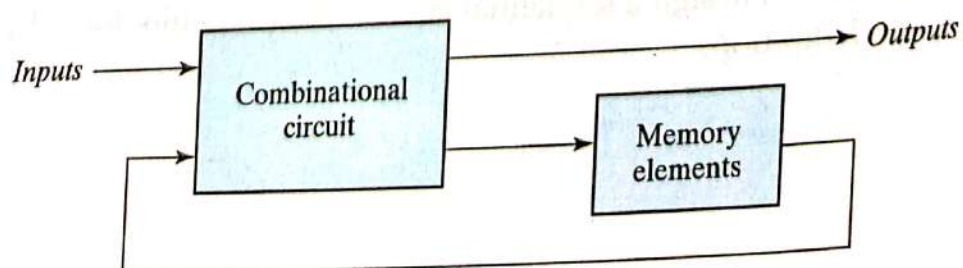 Inputs
Combinational
circuit
Outputs
Memory
elements